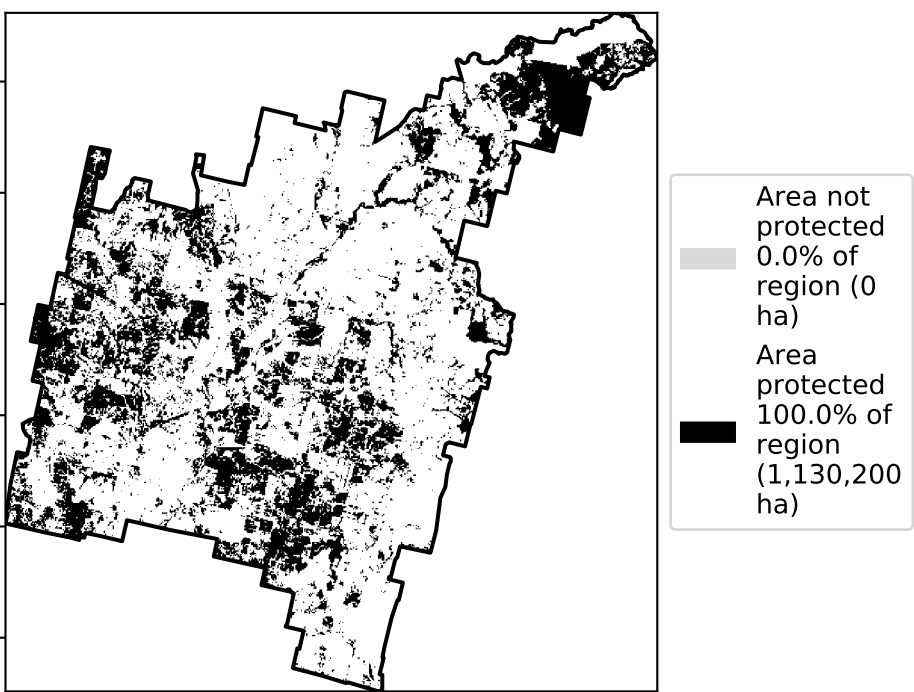 Area not
protected
0.0% of
region (0
ha)
Area
protected
100.0% of
region
(1,130,200
ha)